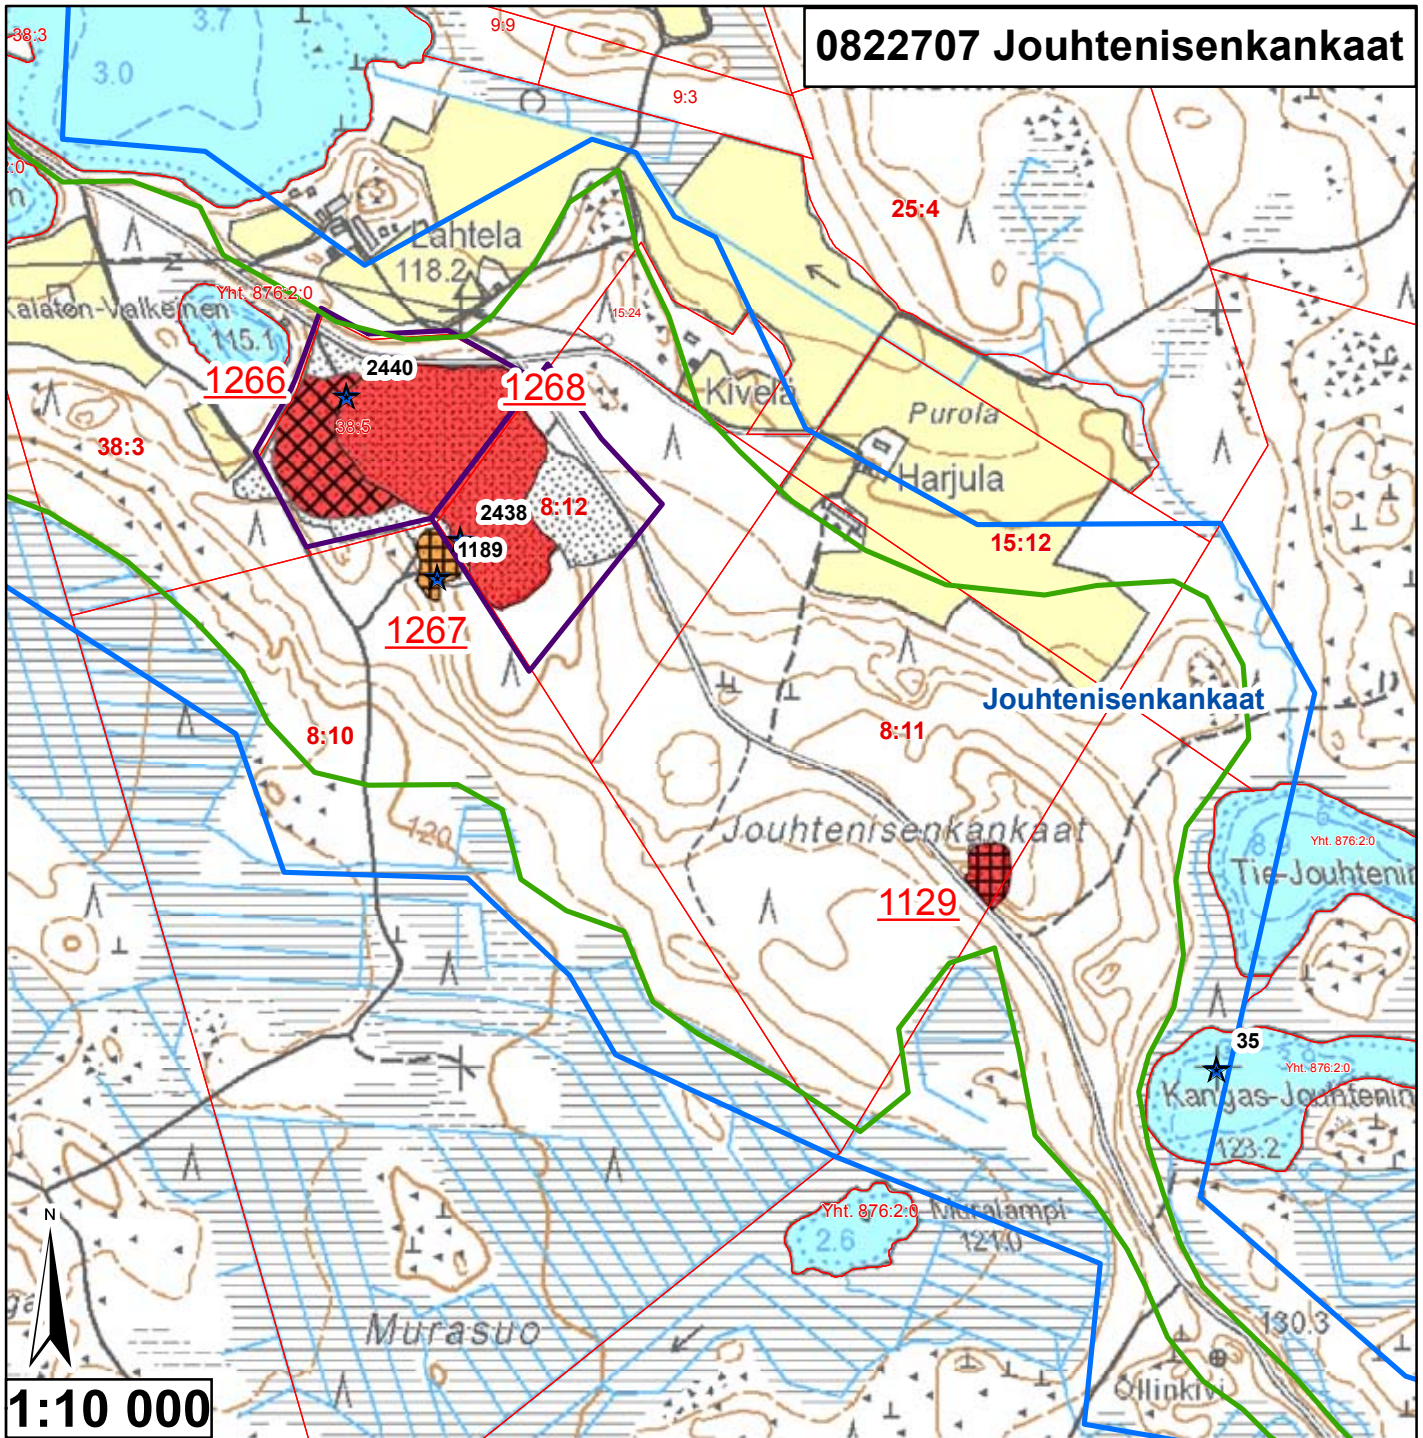 0822707 Jouhtenisenkankaat
38:3
3.7
3.0
9:9
9:3
25:4
Lahtela
118.2
Yht. 876:2:0
115.1
15:24
1266
2440
1268
38:5
Kivelä
Purola
38:3
Harjula
2438
8:12
1189
15:12
1267
Jouhtenisenkankaat
8:10
8:11
120
Jouhtenisenkankaat
Yht. 876:2:0
Tie-Jouhtenin
1129
35
Yht. 876:2:0
Kangas-Jouhtenin
123.2
Yht. 876:2:0
Muralampi
2.6
121.0
N
Murasuo
130.3
Öllinkivi
1:10 000